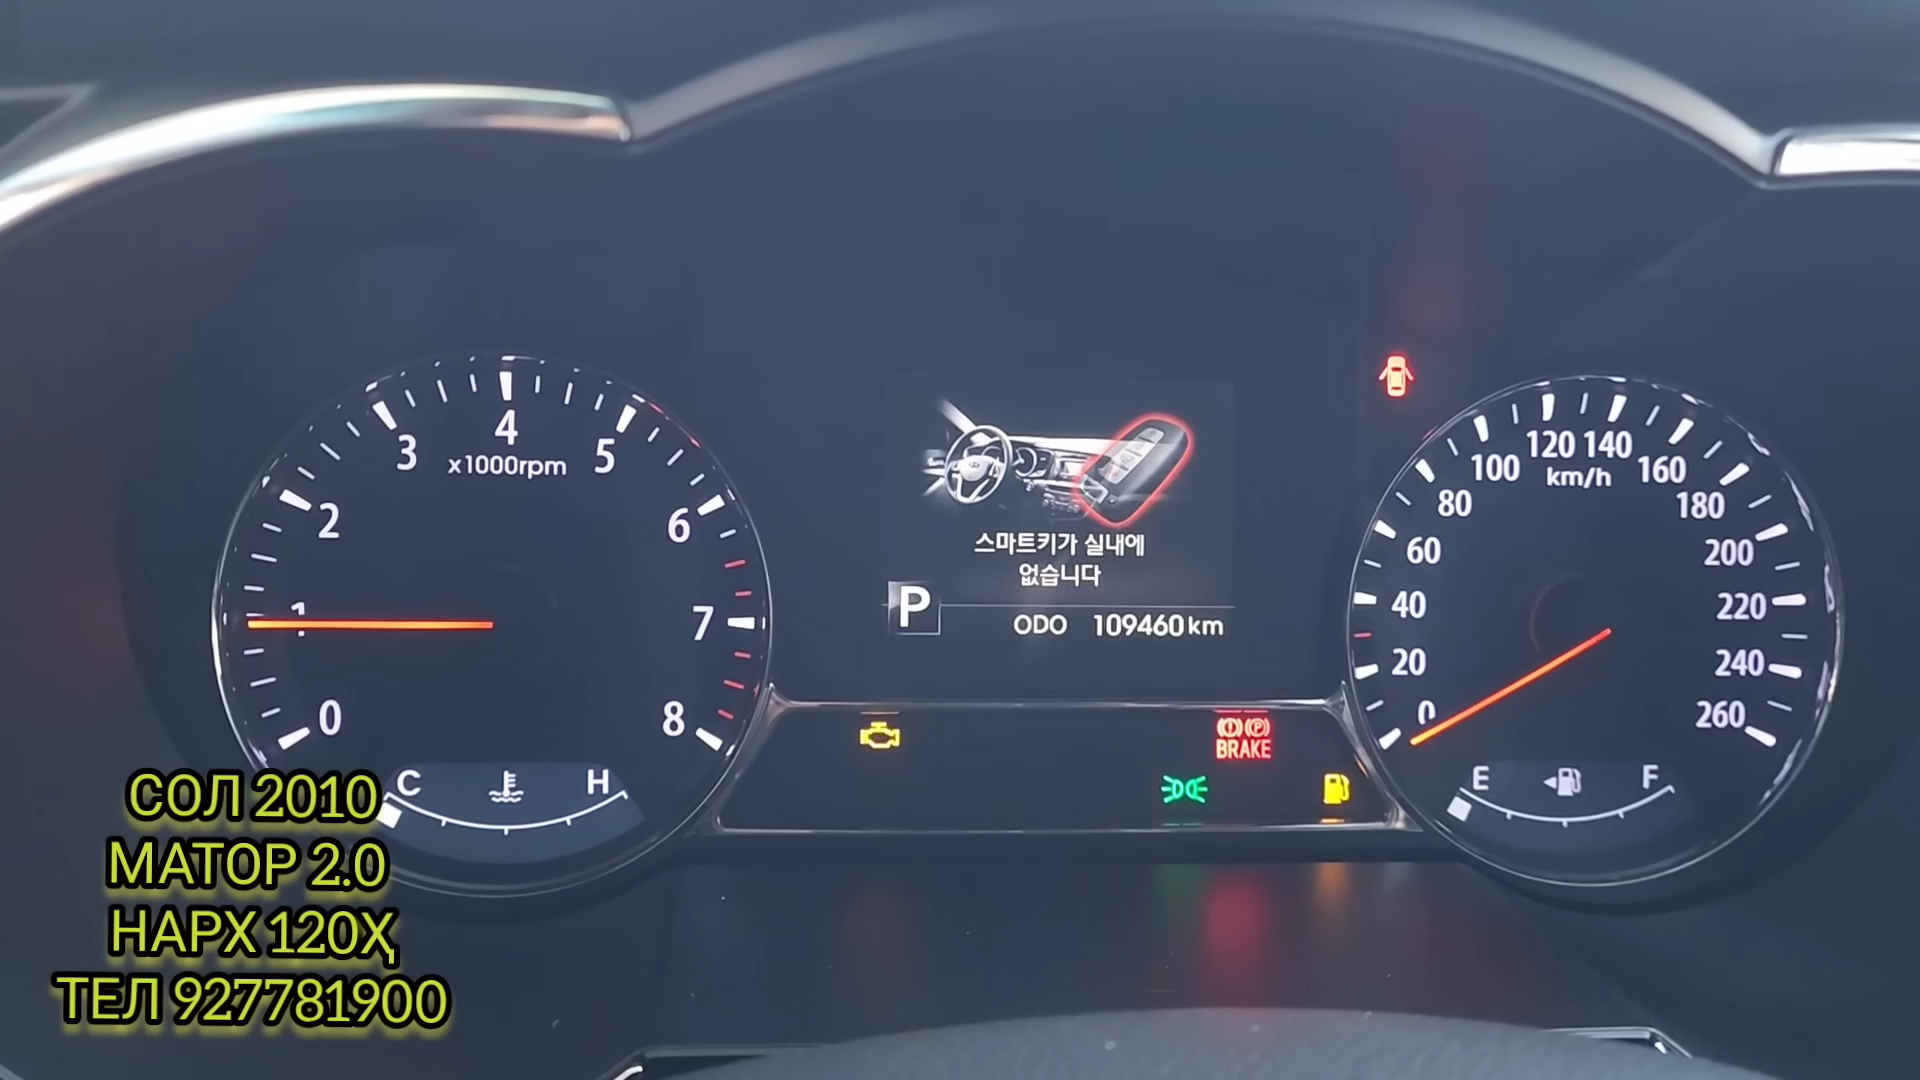 4
3
5
x1000rpm
2
6
1
7
0
8
C
H
스마트키가 실내에
없습니다
P
ODO 109460 km
BRAKE
120
140
100
km/h
160
80
180
60
200
40
220
20
240
0
260
E
F
СОЛ 2010
МАТОР 2.0
НАРХ 120Ҳ
ТЕЛ 927781900